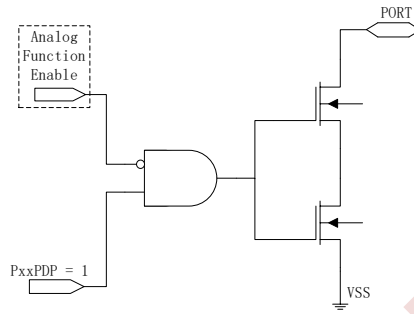 PORT
Analog
Function
Enable
PxxPDP = 1
VSS